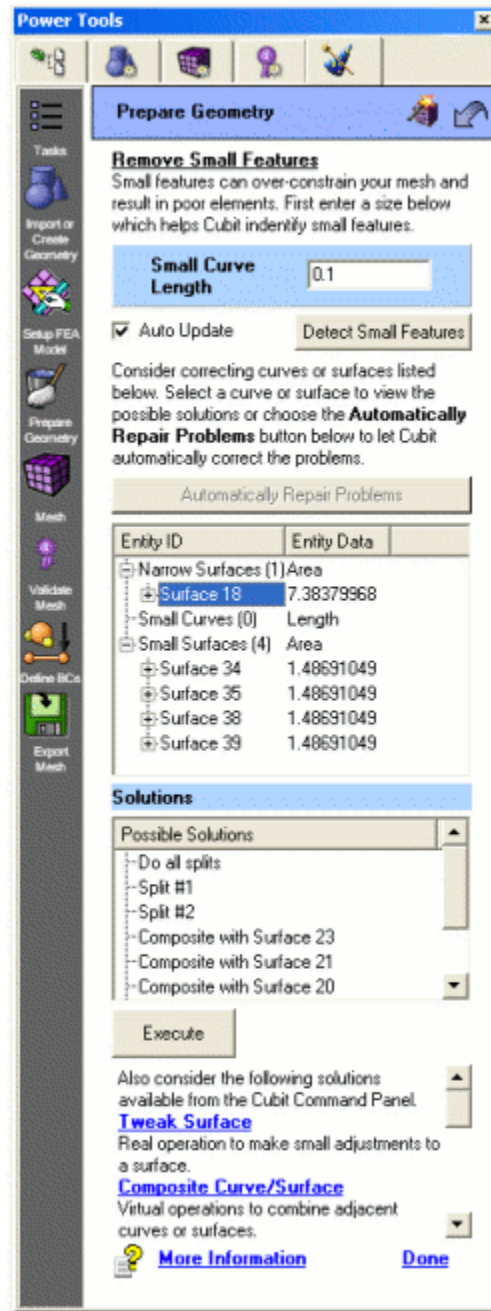 Power Tools
Prepare Geometry
Tasks
Import or
Create
Geometry
Setup FEA
Model
Prepare
Geometry
Mesh
Validate
Mesh
Define BCs
Export
Mesh
Remove Small Features
Small features can over-constrain your mesh and
result in poor elements. First enter a size below
which helps Cubit indentify small features.
Small Curve
Length
0.1
Auto Update
Detect Small Features
Consider correcting curves or surfaces listed
below. Select a curve or surface to view the
possible solutions or choose the Automatically
Repair Problems button below to let Cubit
automatically correct the problems.
Automatically Repair Problems
Entity ID Entity Data
Narrow Surfaces (1) Area
Surface 18 7.38379968
Small Curves (0) Length
Small Surfaces (4) Area
Surface 34 1.48691049
Surface 35 1.48691049
Surface 38 1.48691049
Surface 39 1.48691049
Solutions
Possible Solutions
Do all splits
Split #1
Split #2
Composite with Surface 23
Composite with Surface 21
Composite with Surface 20
Execute
Also consider the following solutions
available from the Cubit Command Panel.
Tweak Surface
Real operation to make small adjustments to
a surface.
Composite Curve/Surface
Virtual operations to combine adjacent
curves or surfaces.
More Information Done